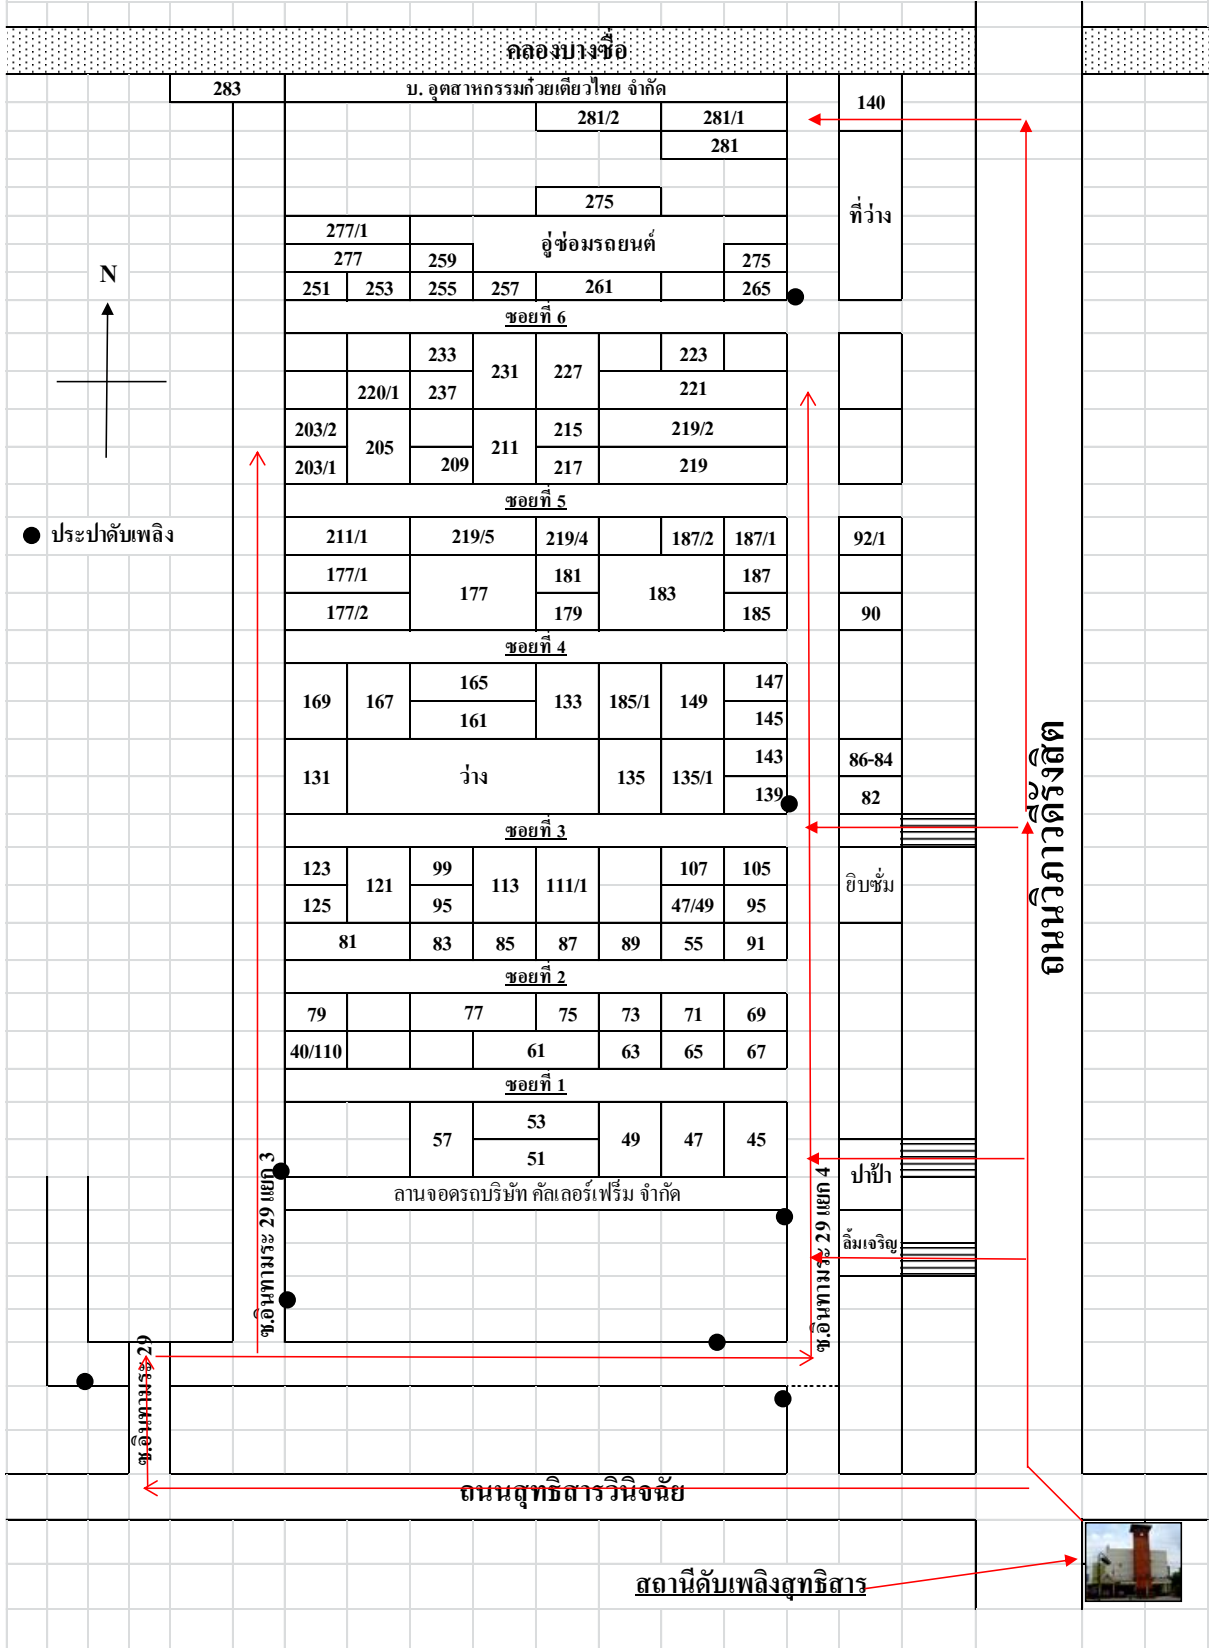 คลองบางซื่อ
283
บ. อุตสาหกรรมก๋วยเตี๋ยวไทย จำกัด
140
281/2 281/1
281
275
ที่ว่าง
277/1
อู่ซ่อมรถยนต์
277 259 275
N
251 253 255 257 261 265
ซอยที่ 6
233 231 227 223
220/1 237 221
203/2 205 211 215 219/2
203/1 209 217 219
ซอยที่ 5
ประปาดับเพลิง
211/1 219/5 219/4 187/2 187/1 92/1
177/1 177 181 183 187
177/2 179 185 90
ซอยที่ 4
169 167 165 133 185/1 149 147
161 145
131 ว่าง 135 135/1 143 86-84
139 82
ซอยที่ 3
ถนนวิภาวดีรังสิต
123 121 99 113 111/1 107 105 ยิบซั่ม
125 95 47/49 95
81 83 85 87 89 55 91
ซอยที่ 2
79 77 75 73 71 69
40/110 61 63 65 67
ซอยที่ 1
57 53 49 47 45
51
ซ.อินทามระ 29 แยก 3
ซ.อินทามระ 29 แยก 4
ปาป้า
ลานจอดรถบริษัท คัลเลอร์เฟร็ม จำกัด
ลิ้มเจริญ
ซ.อินทามระ 29
ถนนสุทธิสารวินิจฉัย
สถานีดับเพลิงสุทธิสาร